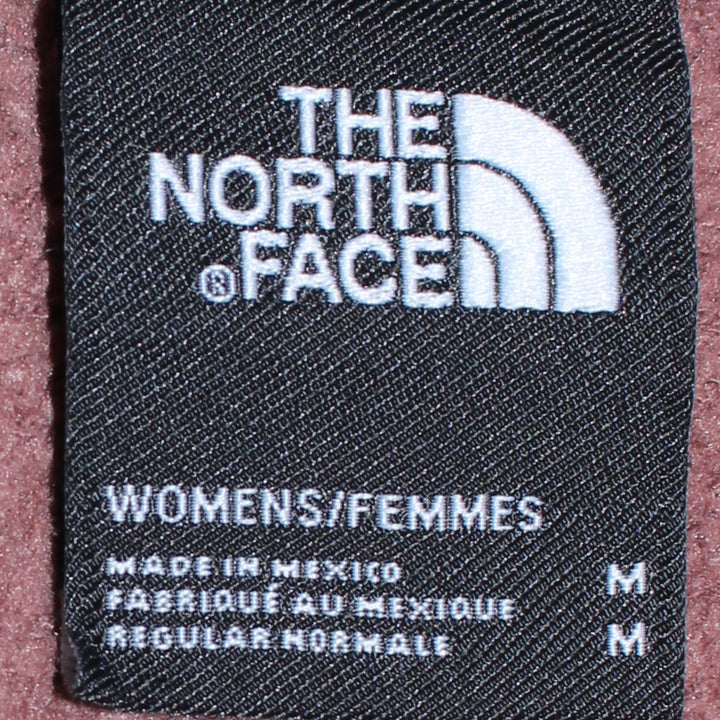 THE
NORTH
®FACE
WOMENS/FEMMES
MADE IN MEXICO M
FABRIQUÉ AU MEXIQUE
REGULAR NORMALE M